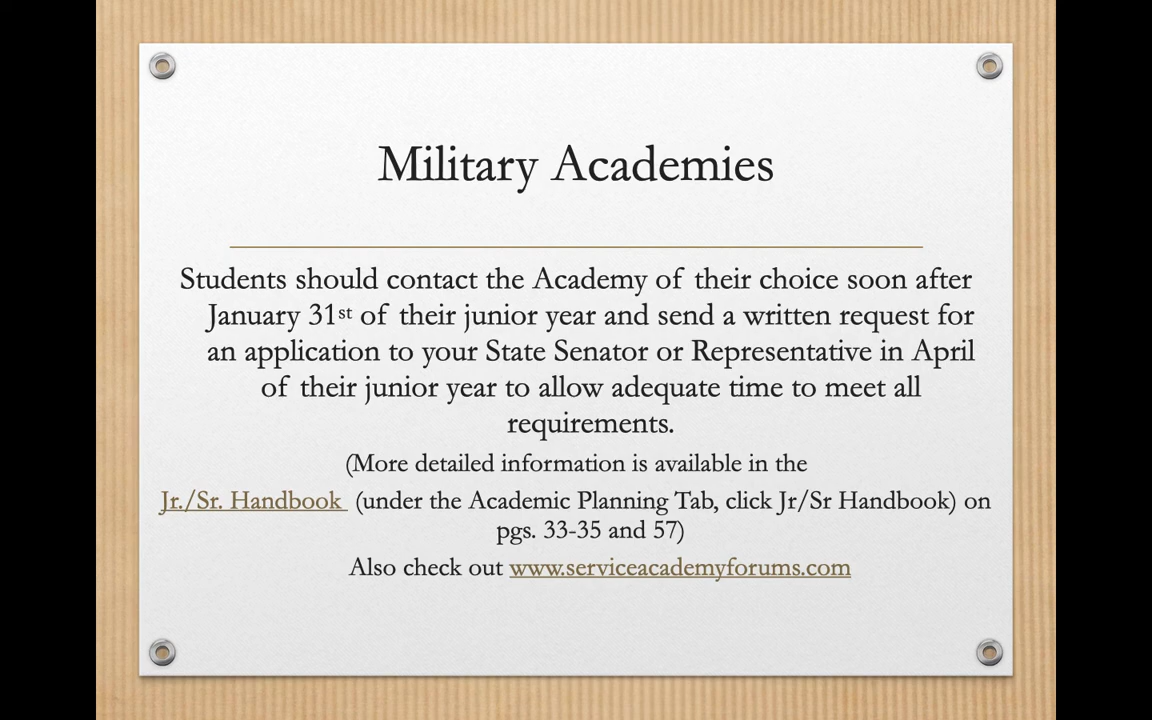 Military Academies
Students should contact the Academy of their choice soon after
January 31st of their junior year and send a written request for
an application to your State Senator or Representative in April
of their junior year to allow adequate time to meet all
requirements.
(More detailed information is available in the
Jr./Sr. Handbook (under the Academic Planning Tab, click Jr/Sr Handbook) on
pgs. 33-35 and 57)
Also check out www.serviceacademyforums.com